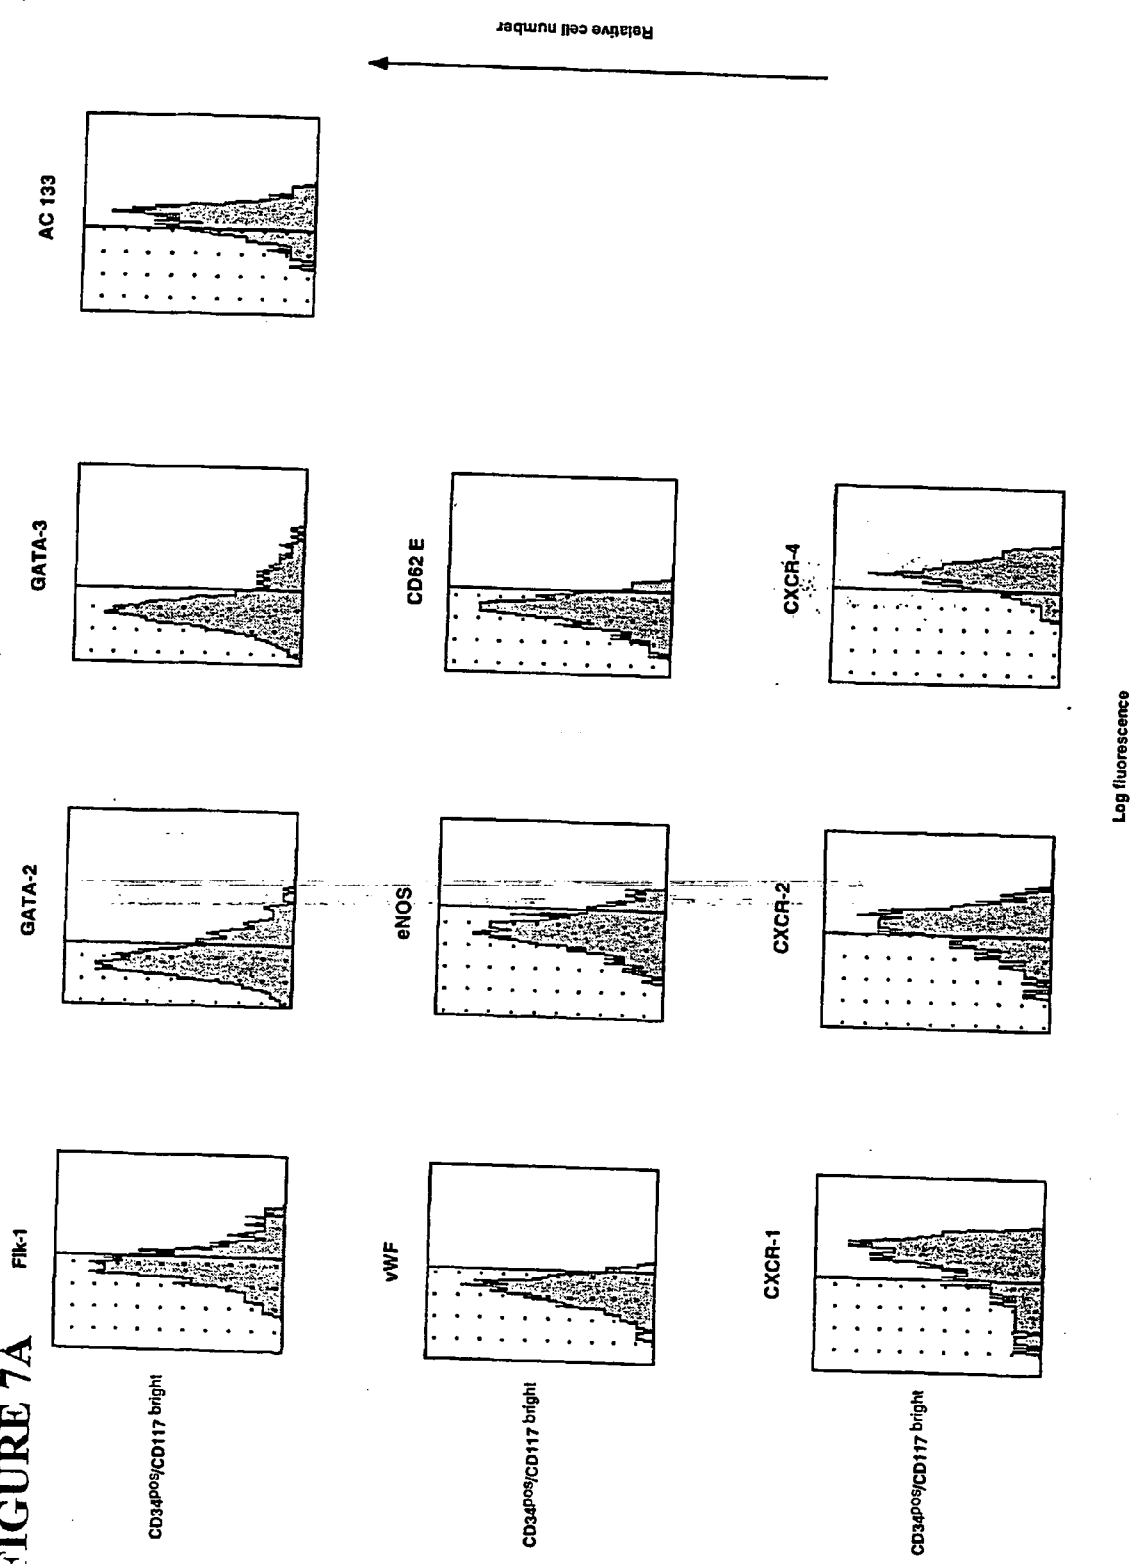 FIGURE 7A
Flk-1
GATA-2
GATA-3
AC 133
CD34pos/CD117 bright
vWF
eNOS
CD62 E
CD34pos/CD117 bright
CXCR-1
CXCR-2
CXCR-4
CD34pos/CD117 bright
Log fluorescence
Relative cell number